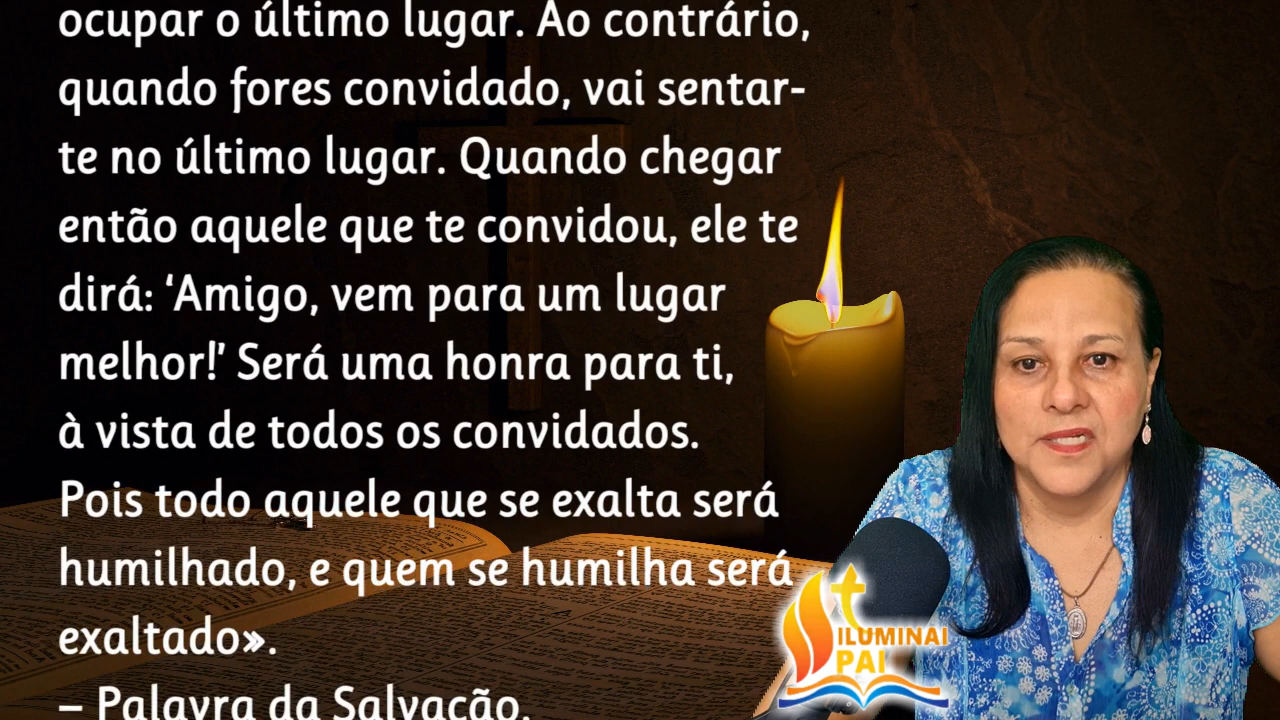 ocupar o último lugar. Ao contrário,
quando fores convidado, vai sentar-
te no último lugar. Quando chegar
então aquele que te convidou, ele te
dirá: ‘Amigo, vem para um lugar
melhor!’ Será uma honra para ti,
à vista de todos os convidados.
Pois todo aquele que se exalta será
humilhado, e quem se humilha será
exaltado».
– Palavra da Salvação.
ILUMINAI
PAI